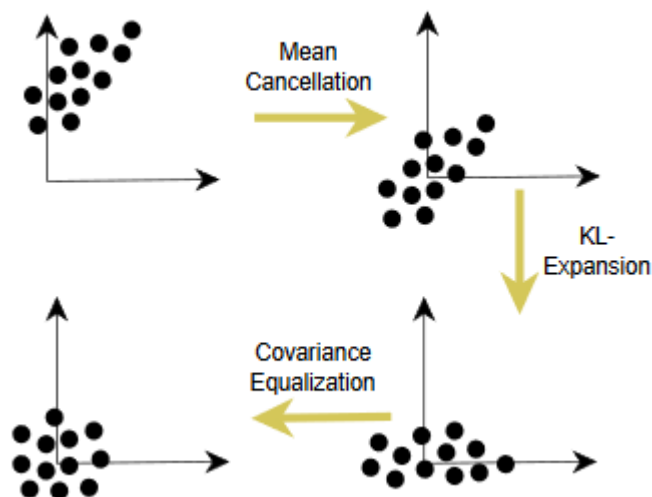 Mean
Cancellation
KL-
Expansion
Covariance
Equalization